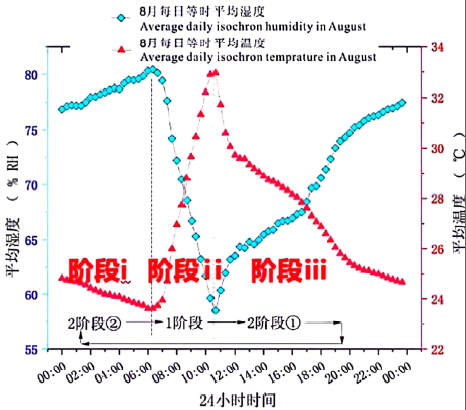 8月每日等时平均湿度
Average daily isochron humidity in August
8月每日等时平均温度
Average daily isochron temprature in August
平均湿度（% RH）
80
75
70
65
60
55
平均温度（℃）
34
32
30
28
26
24
22
阶段i 阶段ii 阶段iii
2阶段② 1阶段 2阶段①
00:00 02:00 04:00 06:00 08:00 10:00 12:00 14:00 16:00 18:00 20:00 22:00 00:00
24小时时间